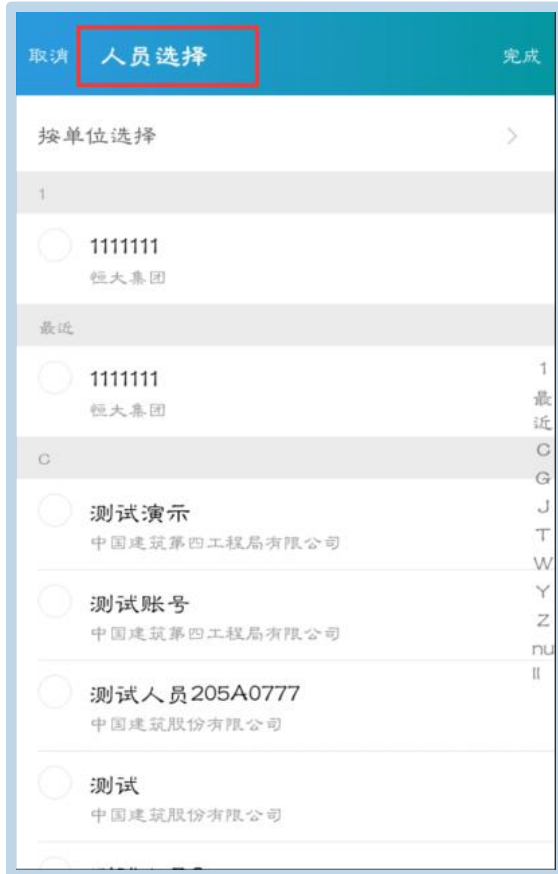 取消 人员选择 完成
按单位选择
1
1111111
恒大集团
最近
1111111
恒大集团
C
测试演示
中国建筑第四工程局有限公司
测试账号
中国建筑第四工程局有限公司
测试人员205A0777
中国建筑股份有限公司
测试
中国建筑股份有限公司
1
最
近
C
G
J
T
W
Y
Z
nu
ll